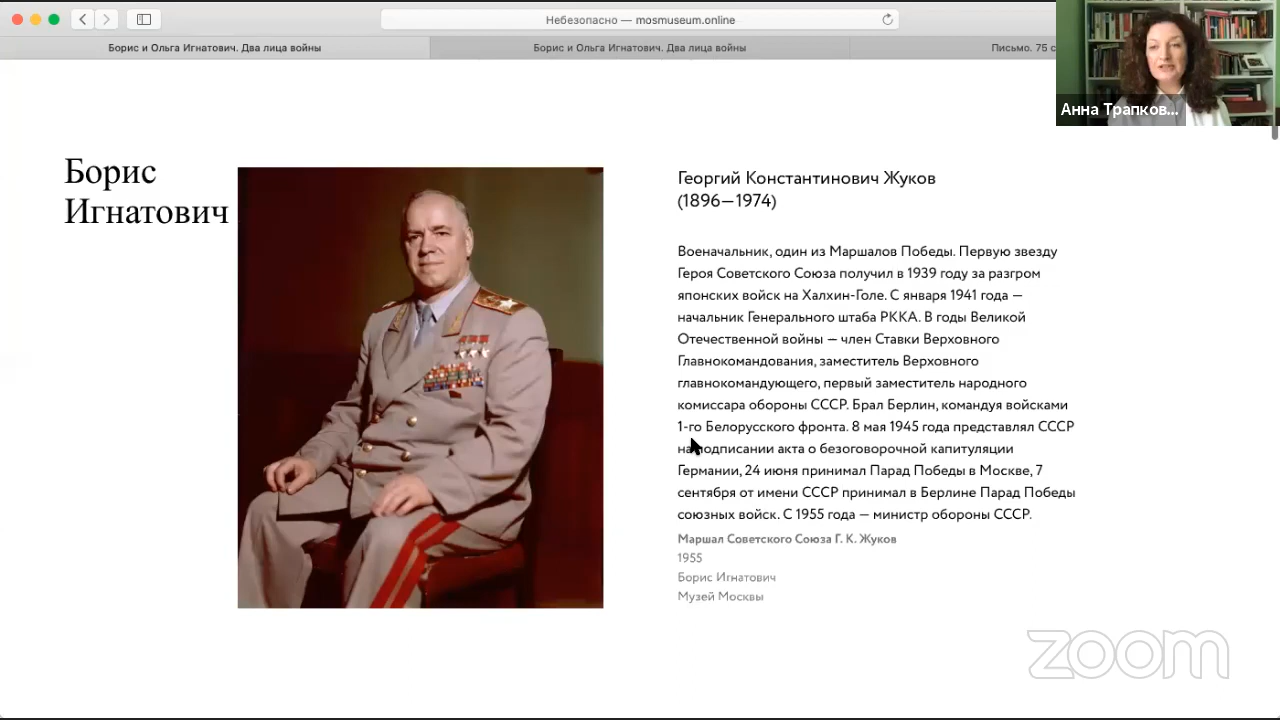 Небезопасно — mosmuseum.online
Борис и Ольга Игнатович. Два лица войны
Борис и Ольга Игнатович. Два лица войны
Письмо. 75 с
Анна Трапков...
Борис
Игнатович
Георгий Константинович Жуков
(1896—1974)
Военачальник, один из Маршалов Победы. Первую звезду
Героя Советского Союза получил в 1939 году за разгром
японских войск на Халхин-Голе. С января 1941 года —
начальник Генерального штаба РККА. В годы Великой
Отечественной войны — член Ставки Верховного
Главнокомандования, заместитель Верховного
главнокомандующего, первый заместитель народного
комиссара обороны СССР. Брал Берлин, командуя войсками
1-го Белорусского фронта. 8 мая 1945 года представлял СССР
на подписании акта о безоговорочной капитуляции
Германии, 24 июня принимал Парад Победы в Москве, 7
сентября от имени СССР принимал в Берлине Парад Победы
союзных войск. С 1955 года — министр обороны СССР.
Маршал Советского Союза Г. К. Жуков
1955
Борис Игнатович
Музей Москвы
zoom